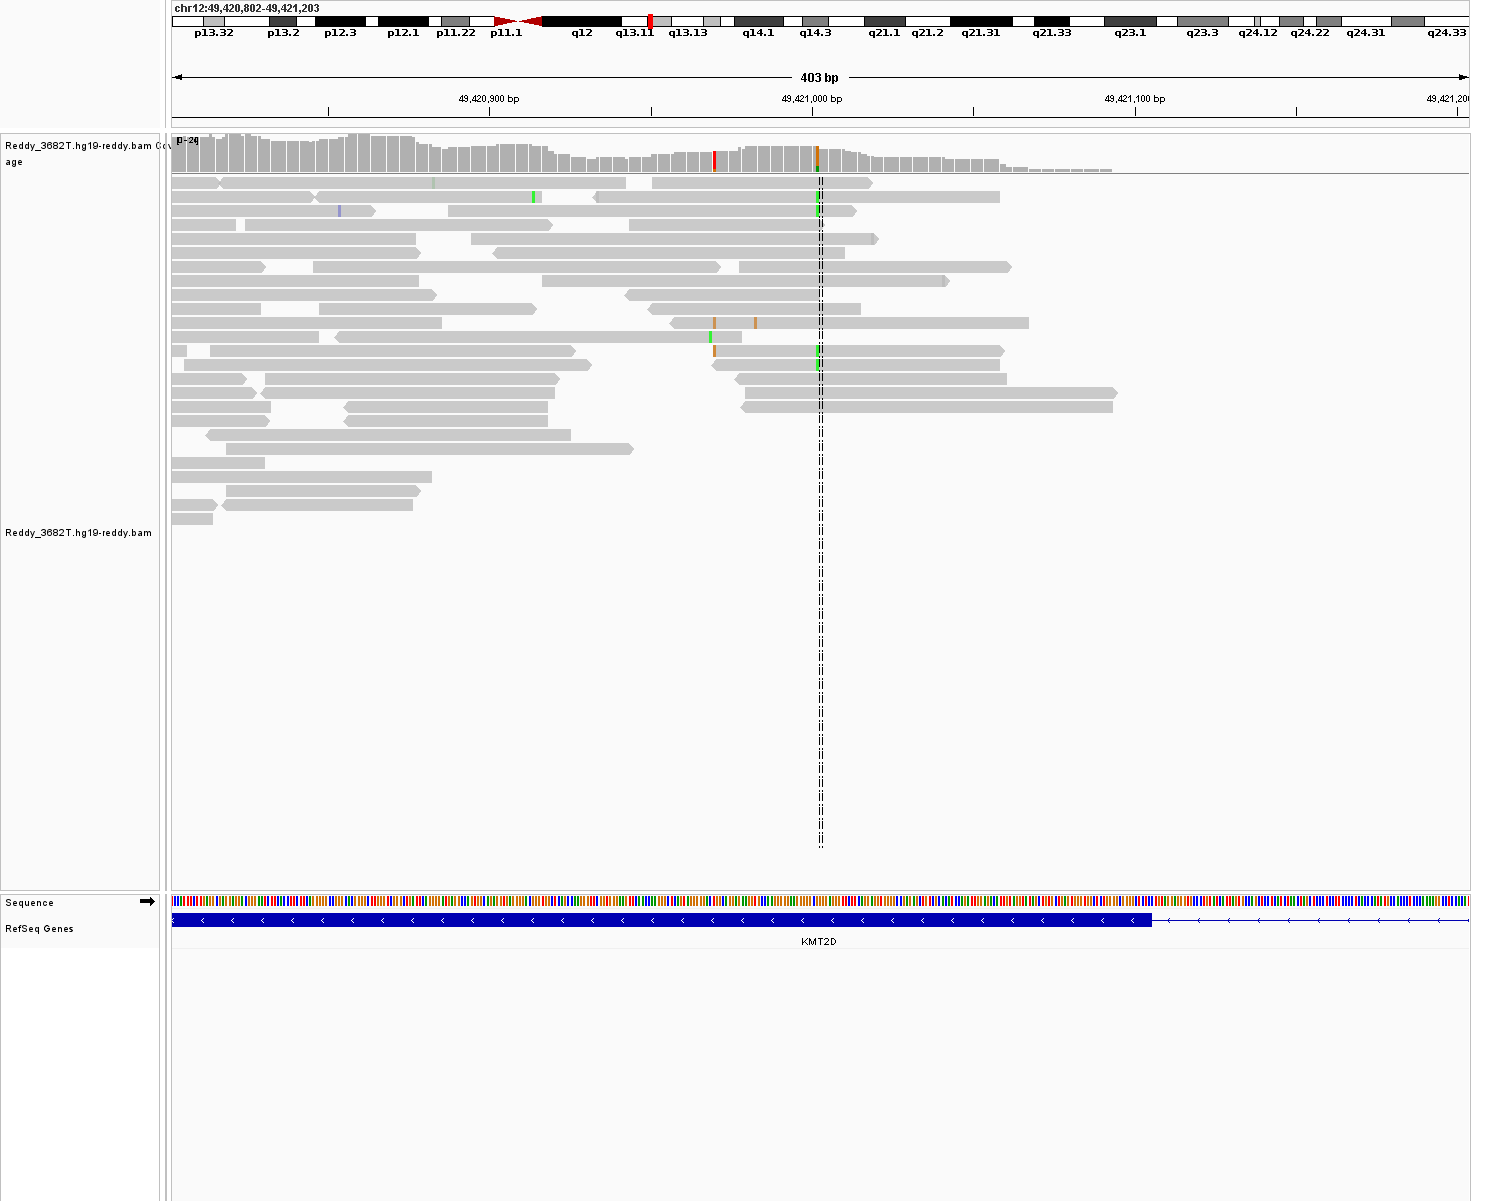 chr12:49,420,802-49,421,203
p13.32 p13.2 p12.3 p12.1 p11.22 p11.1 q12 q13.11 q13.13 q14.1 q14.3 q21.1 q21.2 q21.31 q21.33 q23.1 q23.3 q24.12 q24.22 q24.31 q24.33
403 bp
49,420,900 bp 49,421,000 bp 49,421,100 bp 49,421,20
Reddy_3682T.hg19-reddy.bam Cov
age
Reddy_3682T.hg19-reddy.bam
Sequence
RefSeq Genes
KMT2D